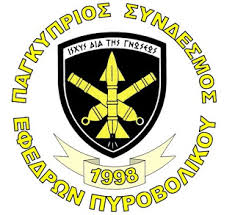 ΠΑΓΚΥΠΡΙΟΣ ΣΥΝΔΕΣΜΟΣ
ΙΣΧΥΣ ΔΙΑ ΤΗΣ ΓΝΩΣΕΩΣ
1998
ΕΦΕΔΡΩΝ ΠΥΡΟΒΟΛΙΚΟΥ